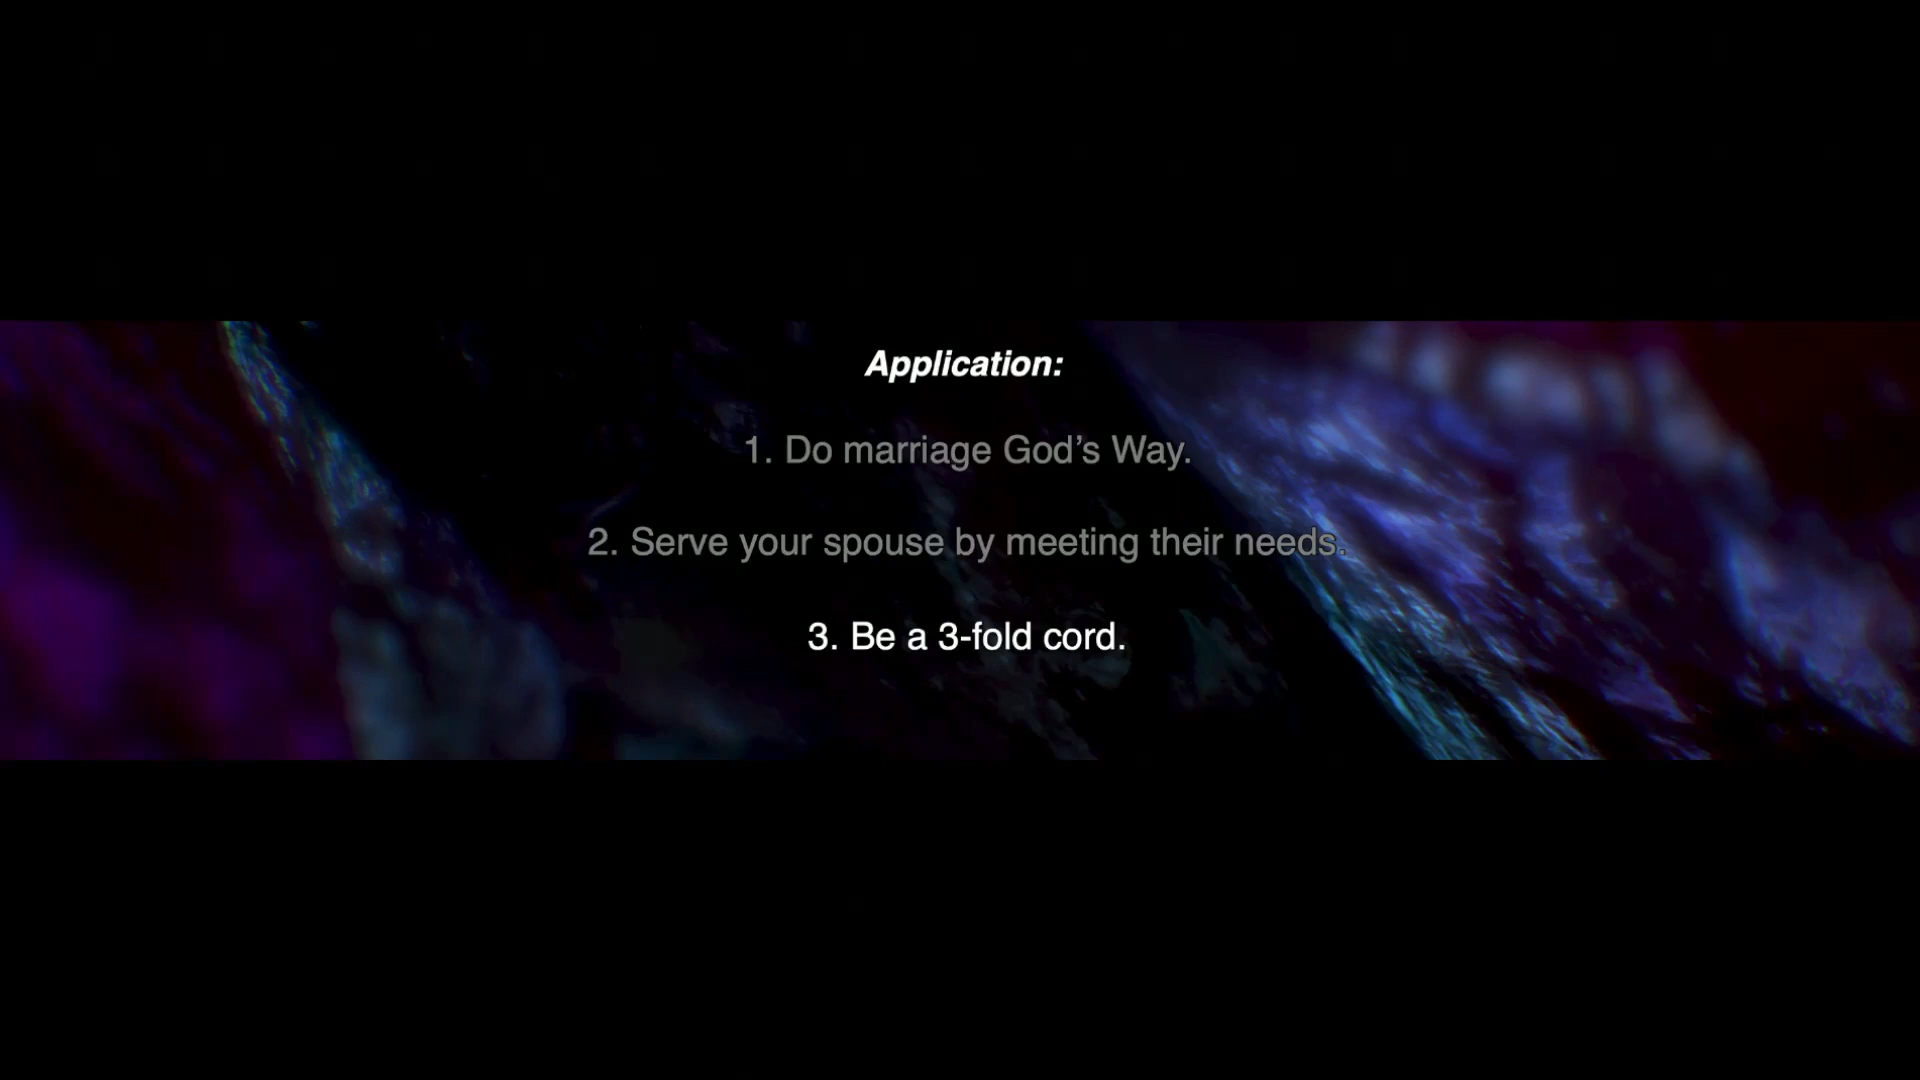 Application:
1. Do marriage God’s Way.
2. Serve your spouse by meeting their needs.
3. Be a 3-fold cord.